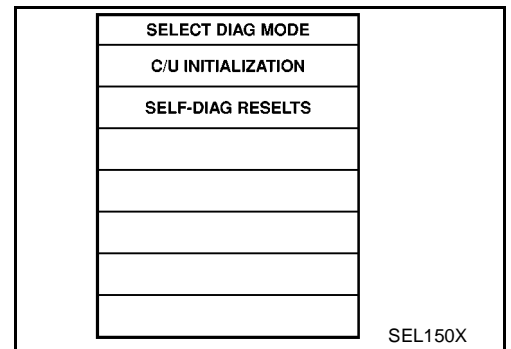 SELECT DIAG MODE
C/U INITIALIZATION
SELF-DIAG RESELTS
SEL150X